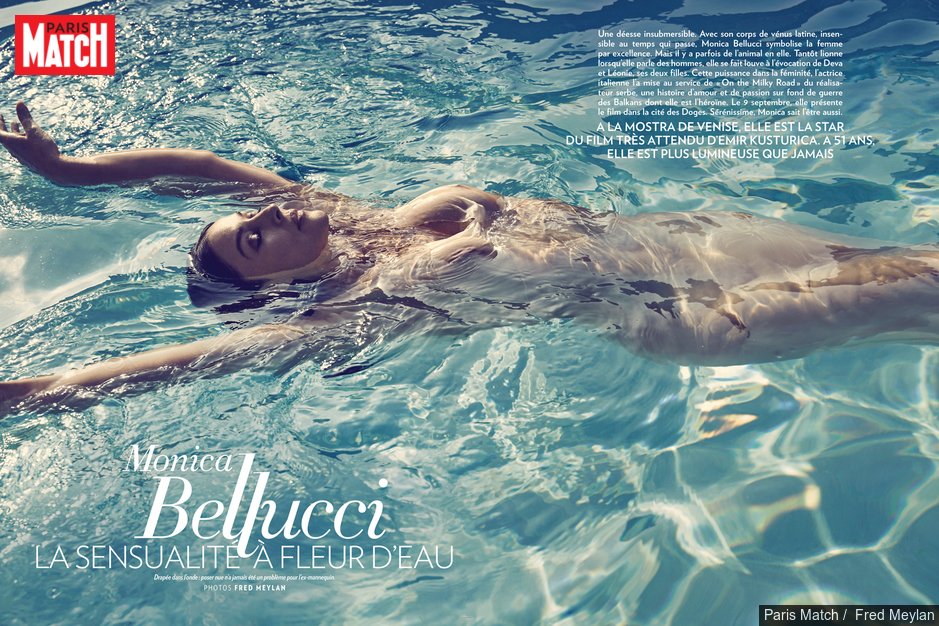 PARIS
MATCH
Une déesse insubmersible. Avec son corps de vénus latine, insen-
sible au temps qui passe, Monica Bellucci symbolise la femme
par excellence. Mais il y a parfois de l'animal en elle. Tantôt lionne
lorsqu'elle parle des hommes, elle se fait louve à l'évocation de Deva
et Léonie, ses deux filles. Cette puissance dans la féminité, l'actrice
italienne l'a mise au service de « On the Milky Road » du réalisa-
teur serbe, une histoire d'amour et de passion sur fond de guerre
des Balkans dont elle est l'héroïne. Le 9 septembre, elle présente
le film dans la cité des Doges. Sérénissime, Monica sait l'être aussi.
A LA MOSTRA DE VENISE, ELLE EST LA STAR
DU FILM TRÈS ATTENDU D'EMIR KUSTURICA. A 51 ANS,
ELLE EST PLUS LUMINEUSE QUE JAMAIS
Monica
Bellucci
LA SENSUALITÉ À FLEUR D'EAU
Drapée dans l'onde : poser nue n'a jamais été un problème pour l'ex-mannequin.
PHOTOS FRED MEYLAN
Paris Match / Fred Meylan